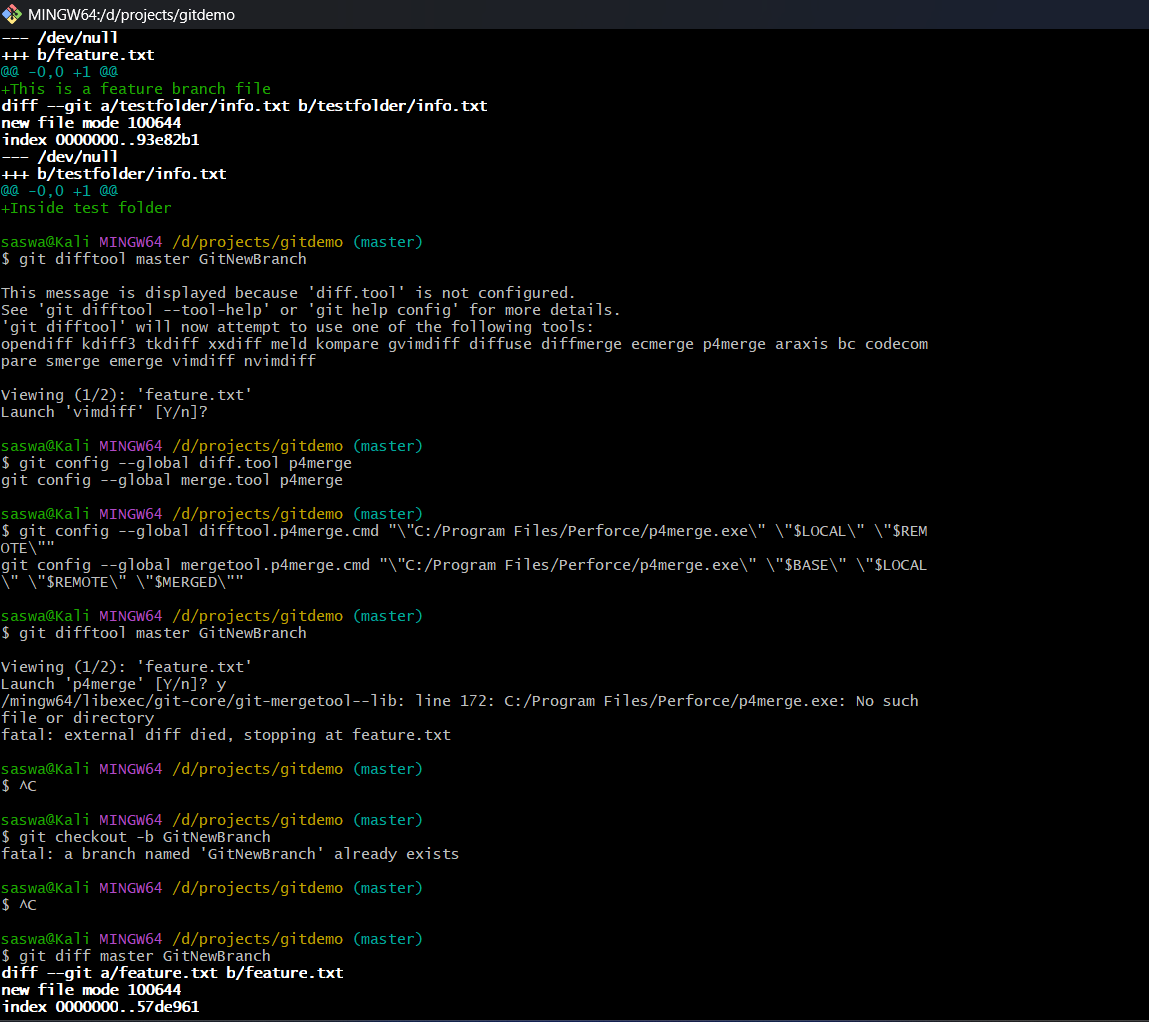 MINGW64:/d/projects/gitdemo
--- /dev/null
+++ b/feature.txt
@@ -0,0 +1 @@
+This is a feature branch file
diff --git a/testfolder/info.txt b/testfolder/info.txt
new file mode 100644
index 0000000..93e82b1
--- /dev/null
+++ b/testfolder/info.txt
@@ -0,0 +1 @@
+Inside test folder
saswa@Kali MINGW64 /d/projects/gitdemo (master)
$ git difftool master GitNewBranch
This message is displayed because 'diff.tool' is not configured.
See 'git difftool --tool-help' or 'git help config' for more details.
'git difftool' will now attempt to use one of the following tools:
opendiff kdiff3 tkdiff xxdiff meld kompare gvimdiff diffuse diffmerge ecmerge p4merge araxis bc codecom
pare smerge emerge vimdiff nvimdiff
Viewing (1/2): 'feature.txt'
Launch 'vimdiff' [Y/n]?
saswa@Kali MINGW64 /d/projects/gitdemo (master)
$ git config --global diff.tool p4merge
git config --global merge.tool p4merge
saswa@Kali MINGW64 /d/projects/gitdemo (master)
$ git config --global difftool.p4merge.cmd "\"C:/Program Files/Perforce/p4merge.exe\" \"$LOCAL\" \"$REM
OTE\""
git config --global mergetool.p4merge.cmd "\"C:/Program Files/Perforce/p4merge.exe\" \"$BASE\" \"$LOCAL
\" \"$REMOTE\" \"$MERGED\""
saswa@Kali MINGW64 /d/projects/gitdemo (master)
$ git difftool master GitNewBranch
Viewing (1/2): 'feature.txt'
Launch 'p4merge' [Y/n]? y
/mingw64/libexec/git-core/git-mergetool--lib: line 172: C:/Program Files/Perforce/p4merge.exe: No such
file or directory
fatal: external diff died, stopping at feature.txt
saswa@Kali MINGW64 /d/projects/gitdemo (master)
$ ^C
saswa@Kali MINGW64 /d/projects/gitdemo (master)
$ git checkout -b GitNewBranch
fatal: a branch named 'GitNewBranch' already exists
saswa@Kali MINGW64 /d/projects/gitdemo (master)
$ ^C
saswa@Kali MINGW64 /d/projects/gitdemo (master)
$ git diff master GitNewBranch
diff --git a/feature.txt b/feature.txt
new file mode 100644
index 0000000..57de961